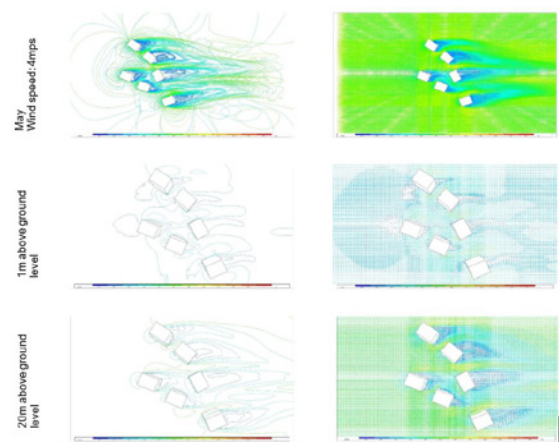 May
Wind speed: 4mps
1m above ground
level
20m above ground
level